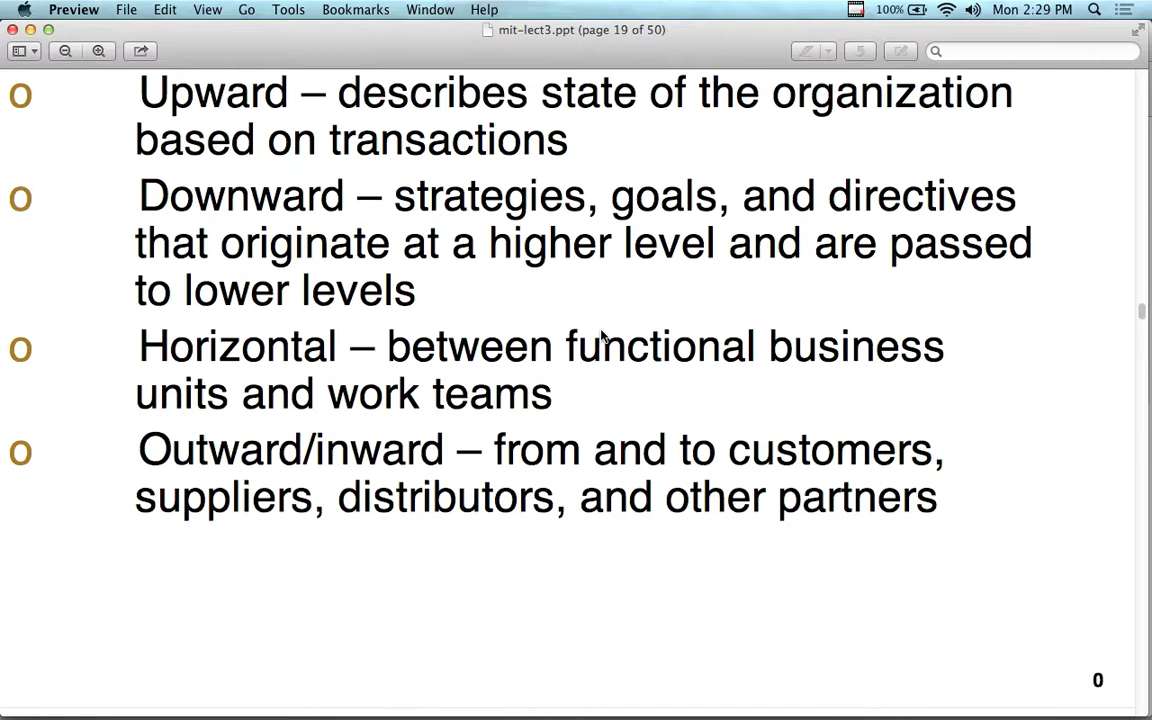 Preview File Edit View Go Tools Bookmarks Window Help 100% Mon 2:29 PM
mit-lect3.ppt (page 19 of 50)
o Upward – describes state of the organization
based on transactions
o Downward – strategies, goals, and directives
that originate at a higher level and are passed
to lower levels
o Horizontal – between functional business
units and work teams
o Outward/inward – from and to customers,
suppliers, distributors, and other partners
0